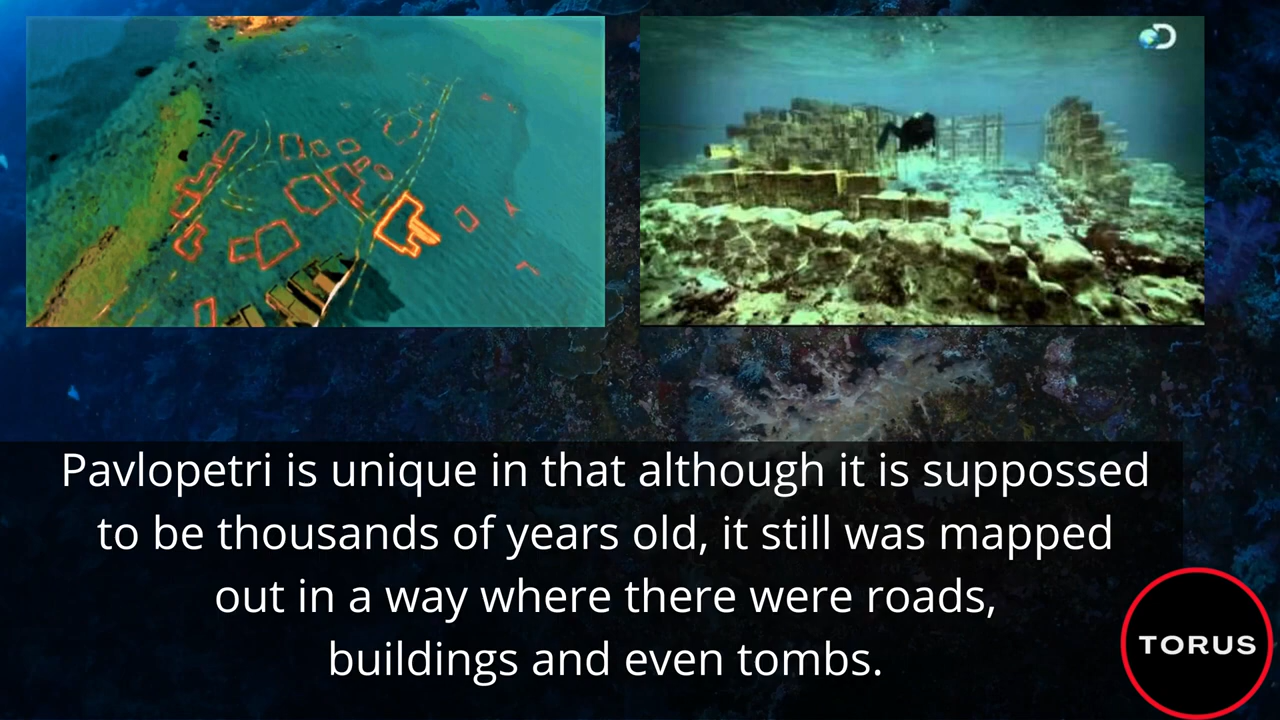 Pavlopetri is unique in that although it is suppossed
to be thousands of years old, it still was mapped
out in a way where there were roads,
buildings and even tombs.
TORUS